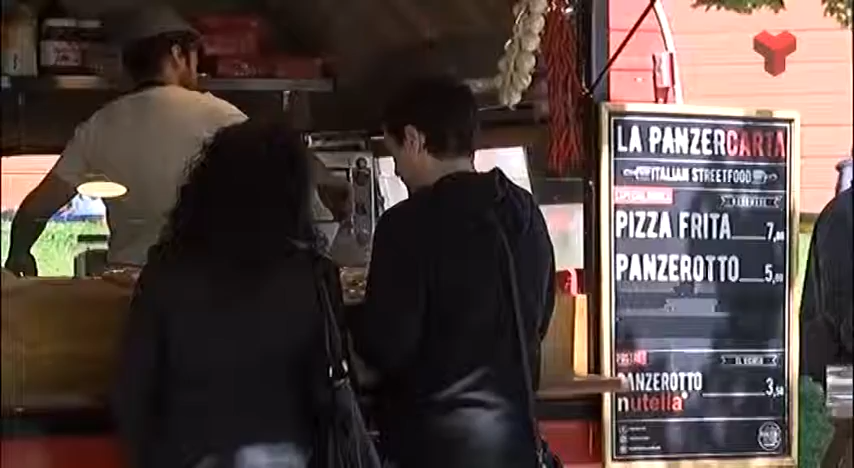 LA PANZERCARTA
ITALIAN STREETFOOD
PIZZA FRITA 7,00
PANZEROTTO 5,00
PANZEROTTO 3,50
nutella